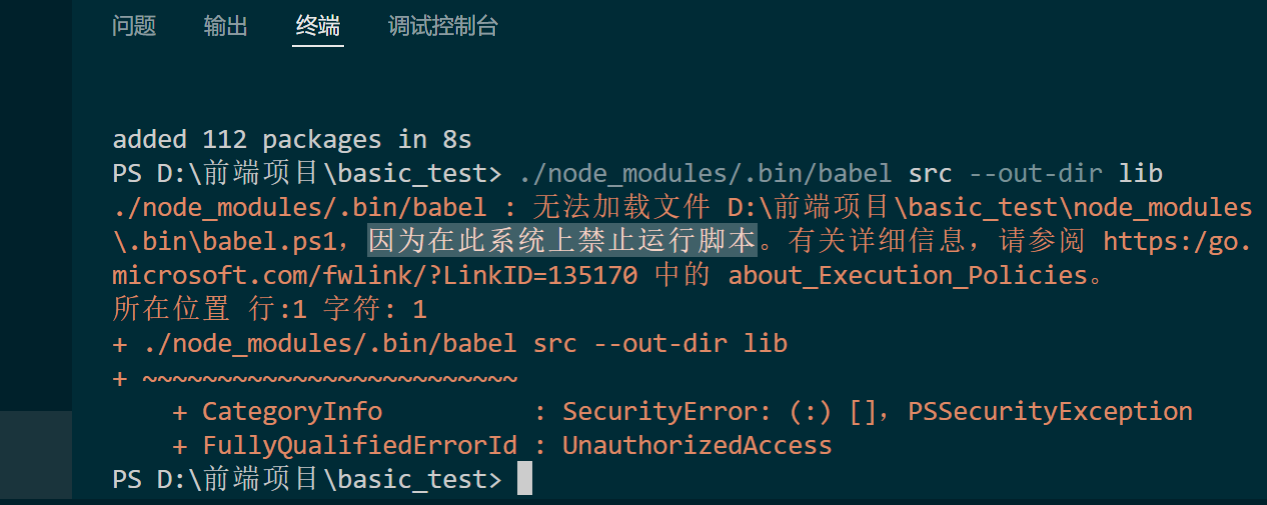 问题 输出 终端 调试控制台
added 112 packages in 8s
PS D:\前端项目\basic_test> ./node_modules/.bin/babel src --out-dir lib
./node_modules/.bin/babel : 无法加载文件 D:\前端项目\basic_test\node_modules
\.bin\babel.ps1，因为在此系统上禁止运行脚本。有关详细信息，请参阅 https:/go.
microsoft.com/fwlink/?LinkID=135170 中的 about_Execution_Policies。
所在位置 行:1 字符: 1
+ ./node_modules/.bin/babel src --out-dir lib
+ ~~~~~~~~~~~~~~~~~~~~~~~~~
+ CategoryInfo          : SecurityError: (:) []，PSSecurityException
+ FullyQualifiedErrorId : UnauthorizedAccess
PS D:\前端项目\basic_test>